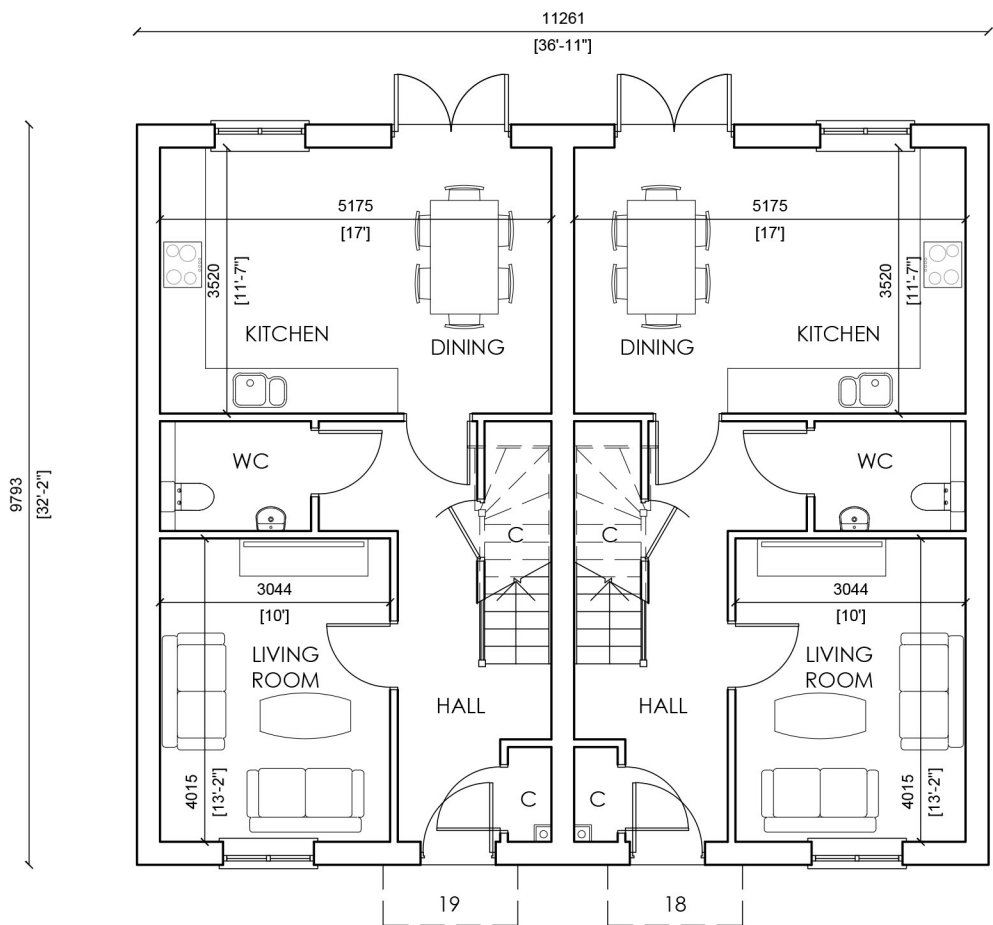 11261
[36'-11"]
9793
[32'-2"]
5175
[17']
5175
[17']
3520
[11'-7"]
3520
[11'-7"]
KITCHEN
DINING
DINING
KITCHEN
WC
WC
C
C
3044
[10']
3044
[10']
LIVING
ROOM
LIVING
ROOM
HALL
HALL
4015
[13'-2"]
4015
[13'-2"]
C
C
19
18